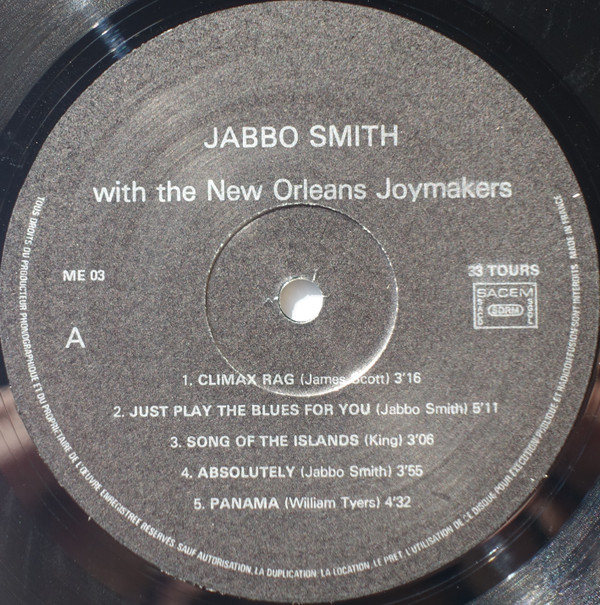 JABBO SMITH
with the New Orleans Joymakers
ME 03
33 TOURS
SACEM
SDRM
A
1. CLIMAX RAG (James Scott) 3'16
2. JUST PLAY THE BLUES FOR YOU (Jabbo Smith) 5'11
3. SONG OF THE ISLANDS (King) 3'06
4. ABSOLUTELY (Jabbo Smith) 3'55
5. PANAMA (William Tyers) 4'32
TOUS DROITS DU PRODUCTEUR PHONOGRAPHIQUE ET DU PROPRIETAIRE DE L'ŒUVRE ENREGISTREE RESERVES. SAUF AUTORISATION, LA DUPLICATION, LA LOCATION, LE PRET, L'UTILISATION DE CE DISQUE POUR EXECUTION PUBLIQUE ET RADIODIFFUSION SONT INTERDITS. MADE IN FRANCE